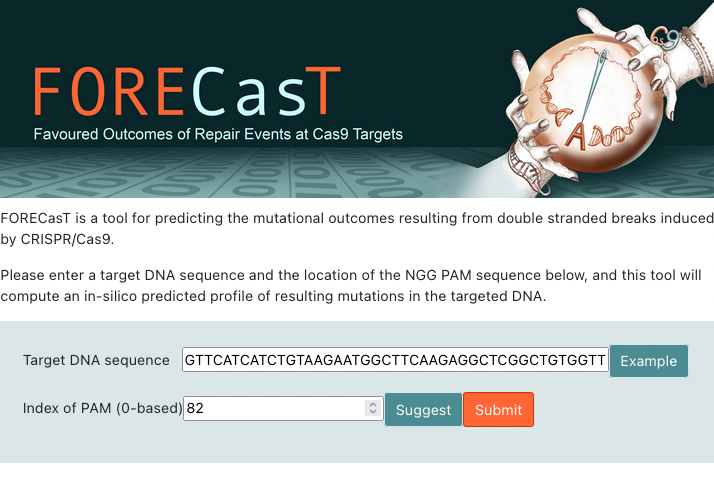 FORECasT
Favoured Outcomes of Repair Events at Cas9 Targets
Cas9
FORECasT is a tool for predicting the mutational outcomes resulting from double stranded breaks induced
by CRISPR/Cas9.
Please enter a target DNA sequence and the location of the NGG PAM sequence below, and this tool will
compute an in-silico predicted profile of resulting mutations in the targeted DNA.
Target DNA sequence GTTCATCATCTGTAAGAATGGCTTCAAGAGGCTCGGCTGTGGTT Example
Index of PAM (0-based) 82 Suggest Submit